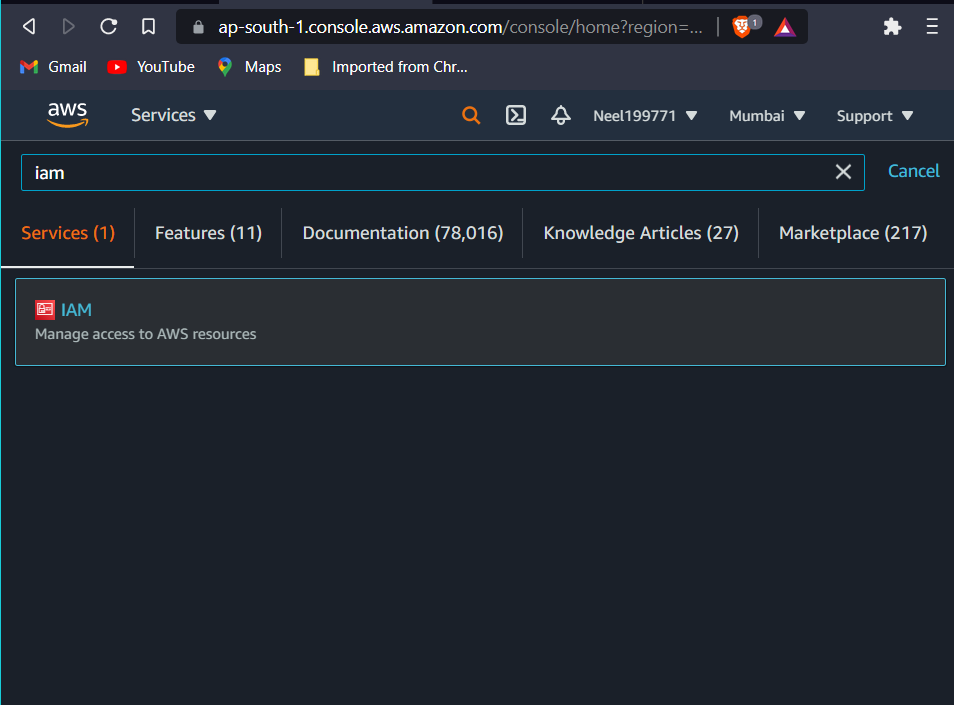 ap-south-1.console.aws.amazon.com/console/home?region=... 1
Gmail YouTube Maps Imported from Chr...
aws Services Neel199771 Mumbai Support
iam Cancel
Services (1) Features (11) Documentation (78,016) Knowledge Articles (27) Marketplace (217)
IAM
Manage access to AWS resources